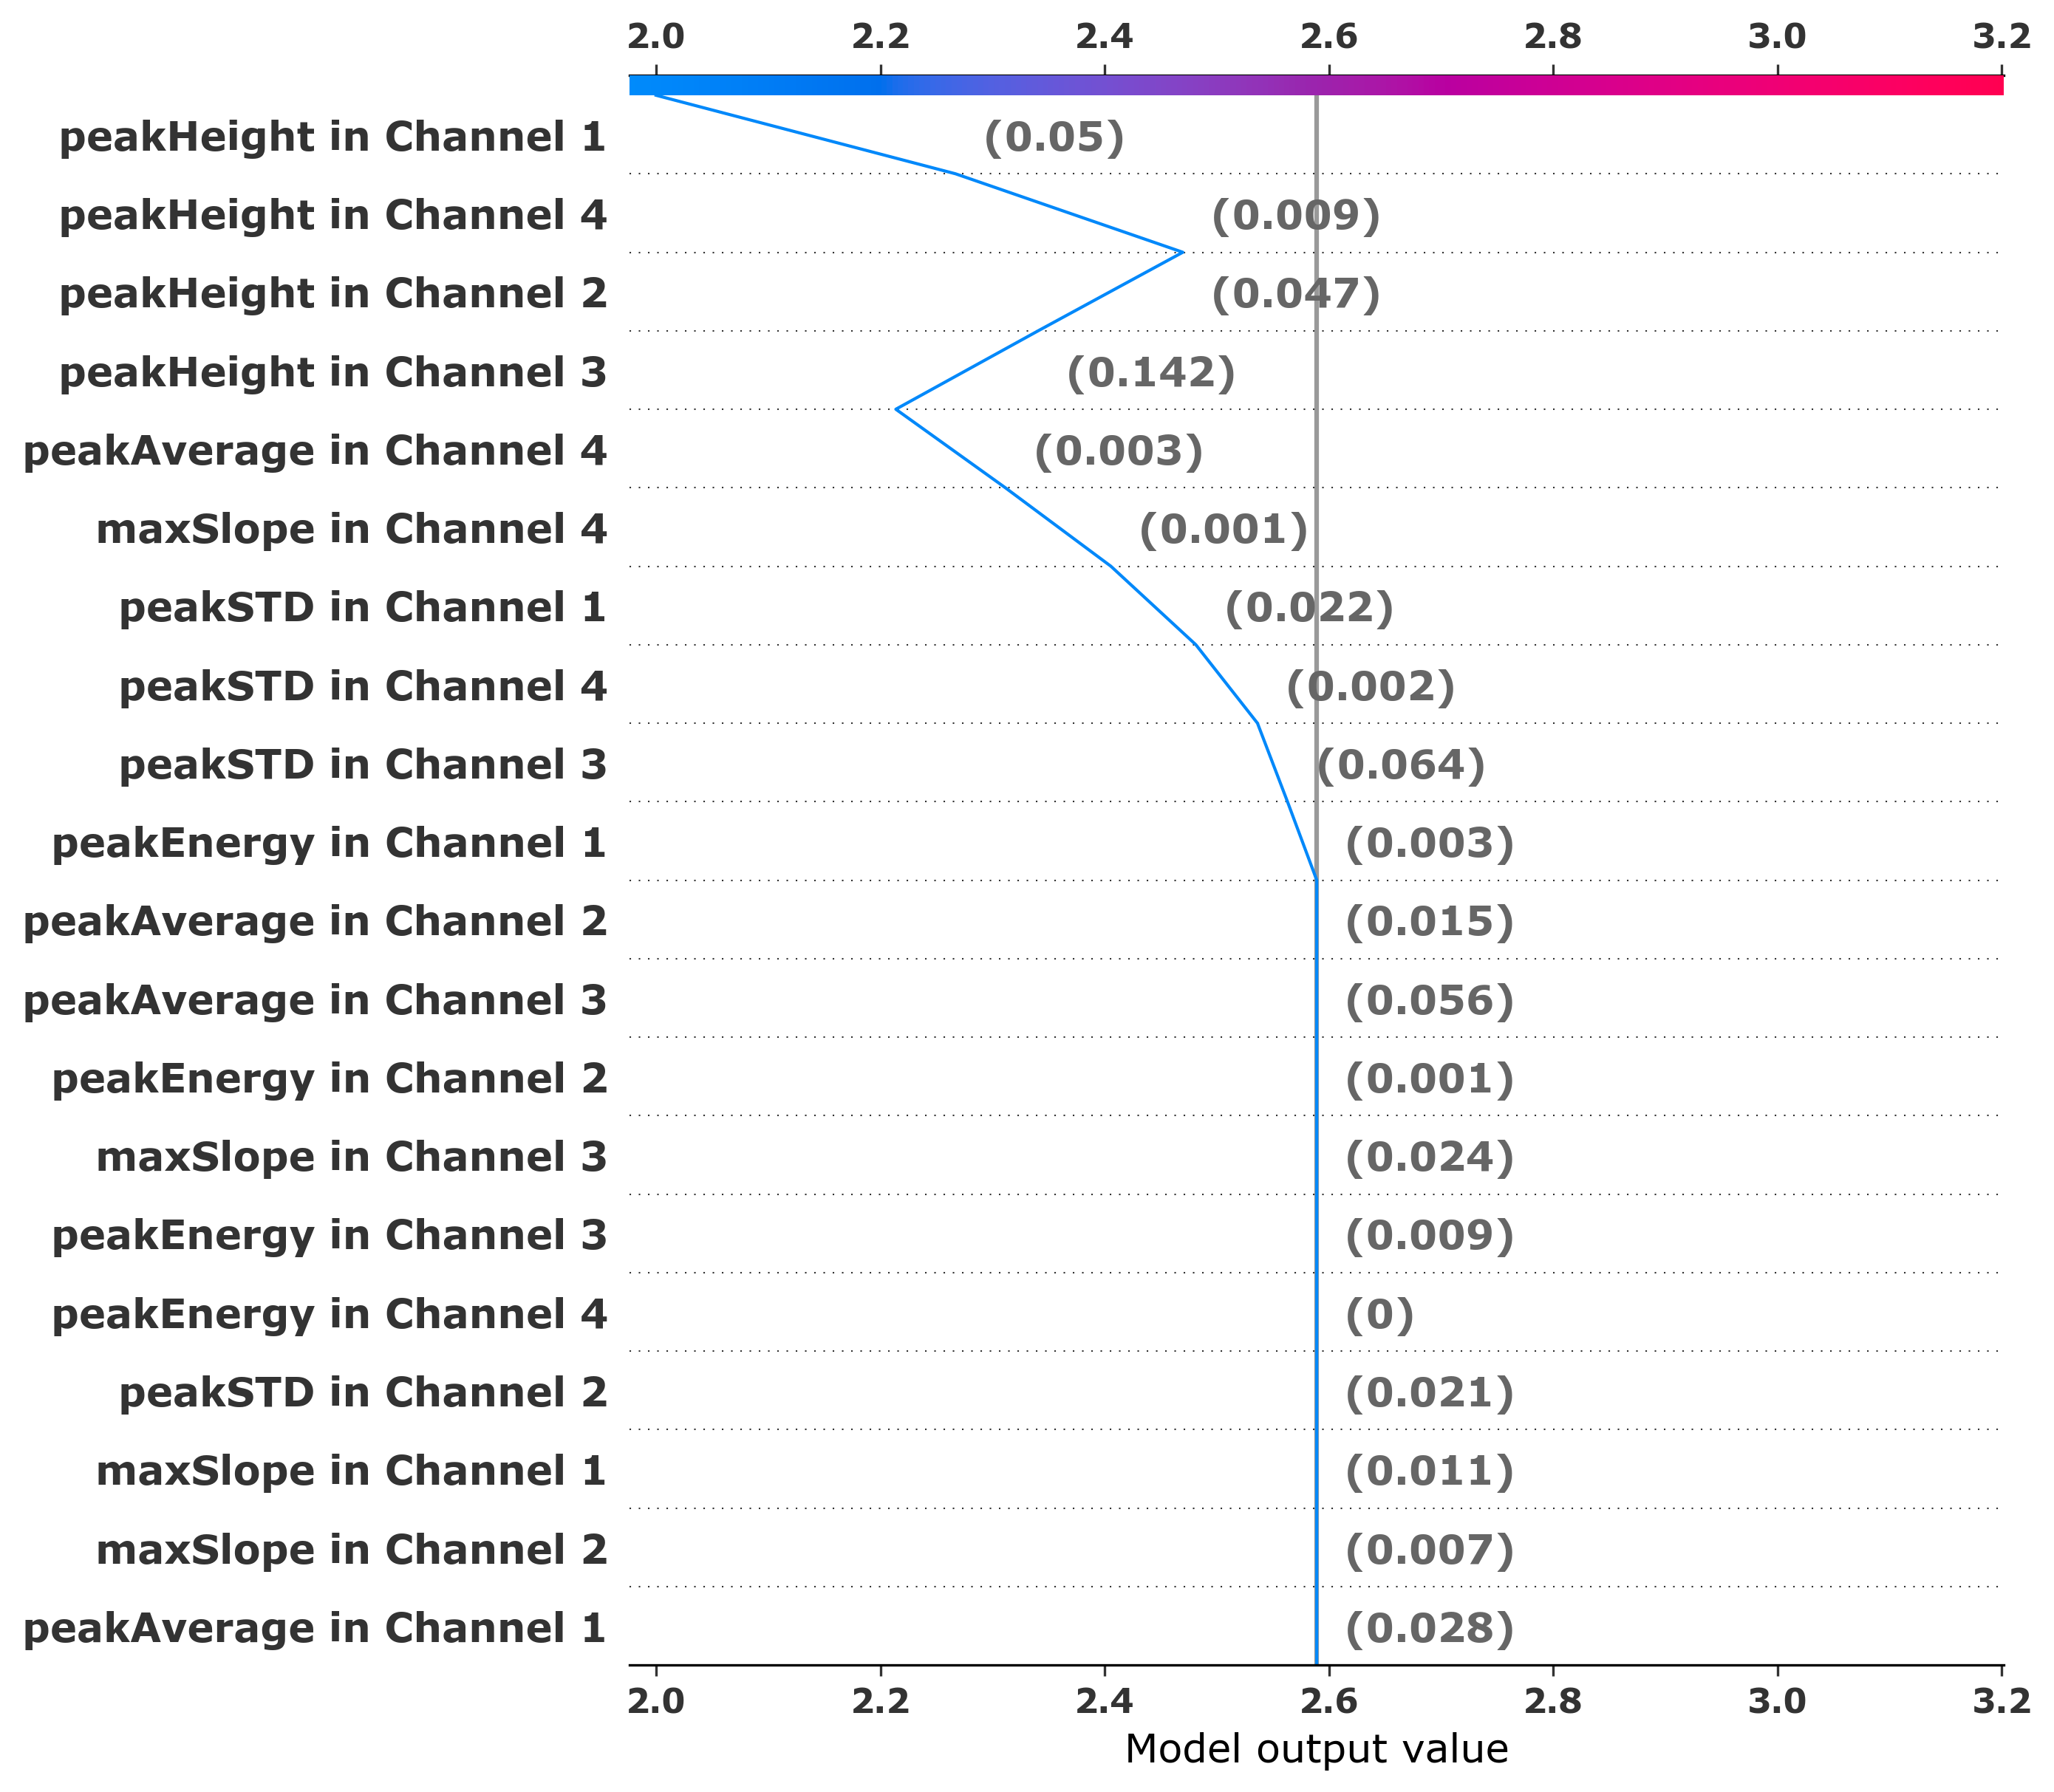 2.0 2.2 2.4 2.6 2.8 3.0 3.2
peakHeight in Channel 1 (0.05)
peakHeight in Channel 4 (0.009)
peakHeight in Channel 2 (0.047)
peakHeight in Channel 3 (0.142)
peakAverage in Channel 4 (0.003)
maxSlope in Channel 4 (0.001)
peakSTD in Channel 1 (0.022)
peakSTD in Channel 4 (0.002)
peakSTD in Channel 3 (0.064)
peakEnergy in Channel 1 (0.003)
peakAverage in Channel 2 (0.015)
peakAverage in Channel 3 (0.056)
peakEnergy in Channel 2 (0.001)
maxSlope in Channel 3 (0.024)
peakEnergy in Channel 3 (0.009)
peakEnergy in Channel 4 (0)
peakSTD in Channel 2 (0.021)
maxSlope in Channel 1 (0.011)
maxSlope in Channel 2 (0.007)
peakAverage in Channel 1 (0.028)
2.0 2.2 2.4 2.6 2.8 3.0 3.2
Model output value